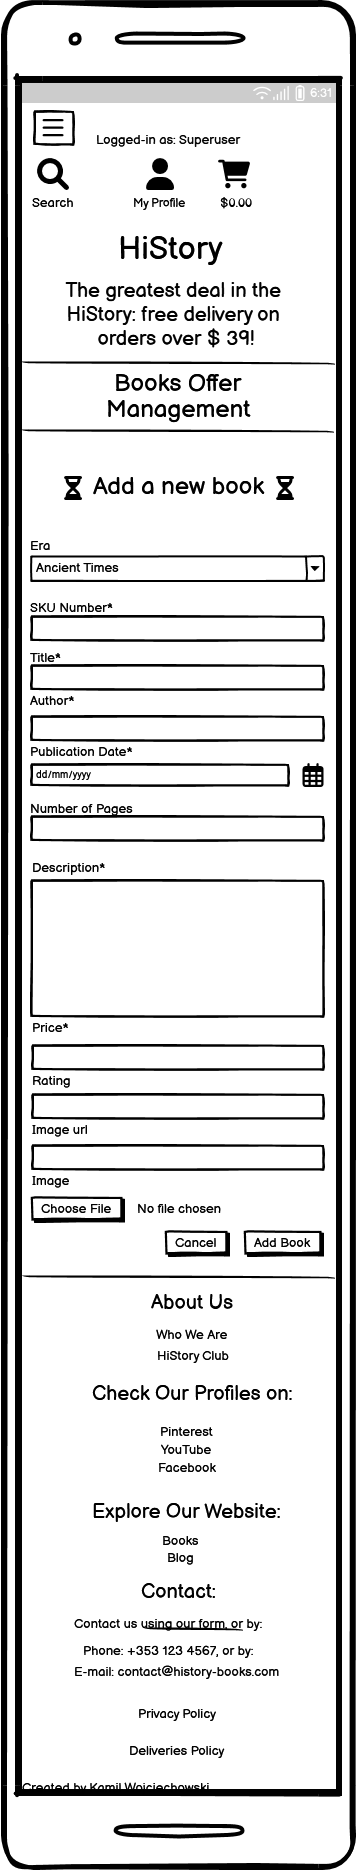 6:31
Logged-in as: Superuser
Search
My Profile
$0.00
HiStory
The greatest deal in the
HiStory: free delivery on
orders over $ 39!
Books Offer
Management
Add a new book
Era
Ancient Times
SKU Number*
Title*
Author*
Publication Date*
dd/mm/yyyy
Number of Pages
Description*
Price*
Rating
Image url
Image
Choose File No file chosen
Cancel Add Book
About Us
Who We Are
HiStory Club
Check Our Profiles on:
Pinterest
YouTube
Facebook
Explore Our Website:
Books
Blog
Contact:
Contact us using our form, or by:
Phone: +353 123 4567, or by:
E-mail: contact@history-books.com
Privacy Policy
Deliveries Policy
Created by Kamil Wojciechowski